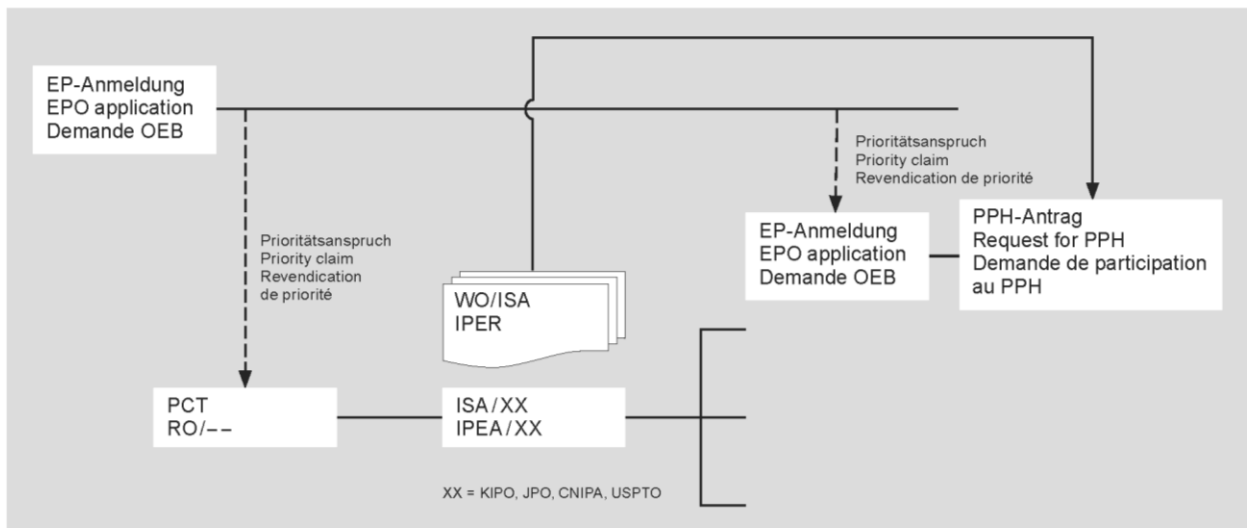 EP-Anmeldung
EPO application
Demande OEB
Prioritätsanspruch
Priority claim
Revendication de priorité
EP-Anmeldung
EPO application
Demande OEB
PPH-Antrag
Request for PPH
Demande de participation
au PPH
Prioritätsanspruch
Priority claim
Revendication
de priorité
WO/ISA
IPER
PCT
RO/––
ISA/XX
IPEA/XX
XX = KIPO, JPO, CNIPA, USPTO